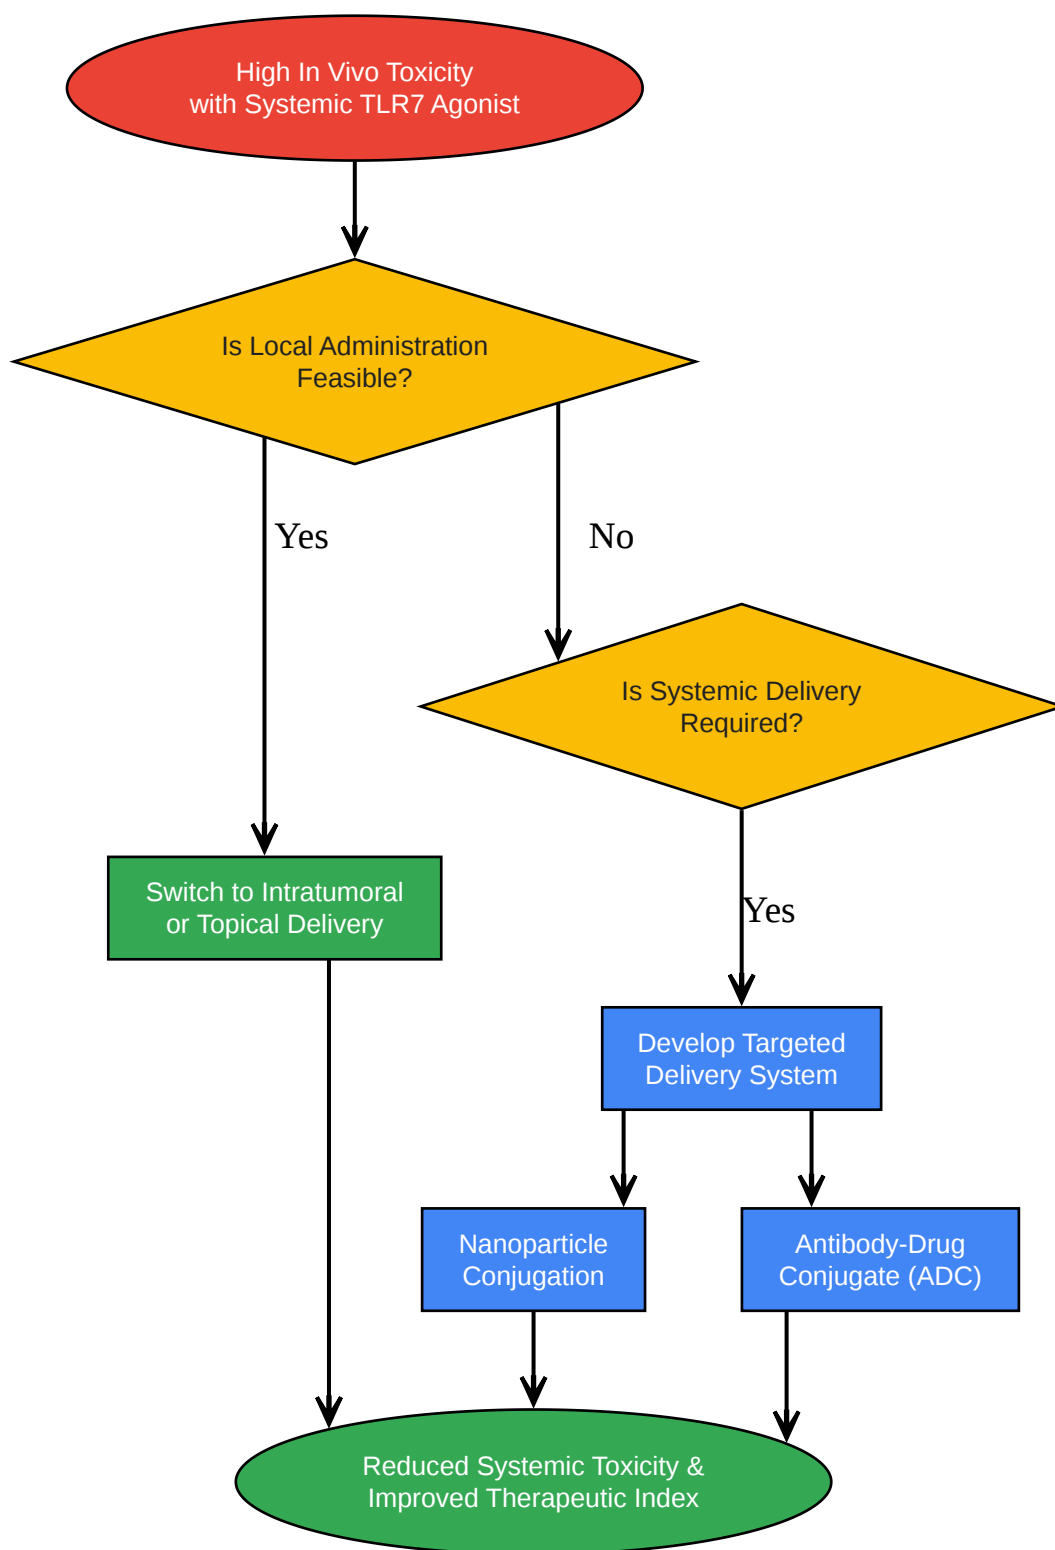 High In Vivo Toxicity
with Systemic TLR7 Agonist
Is Local Administration
Feasible?
Yes
No
Is Systemic Delivery
Required?
Switch to Intratumoral
or Topical Delivery
Yes
Develop Targeted
Delivery System
Nanoparticle
Conjugation
Antibody-Drug
Conjugate (ADC)
Reduced Systemic Toxicity &
Improved Therapeutic Index